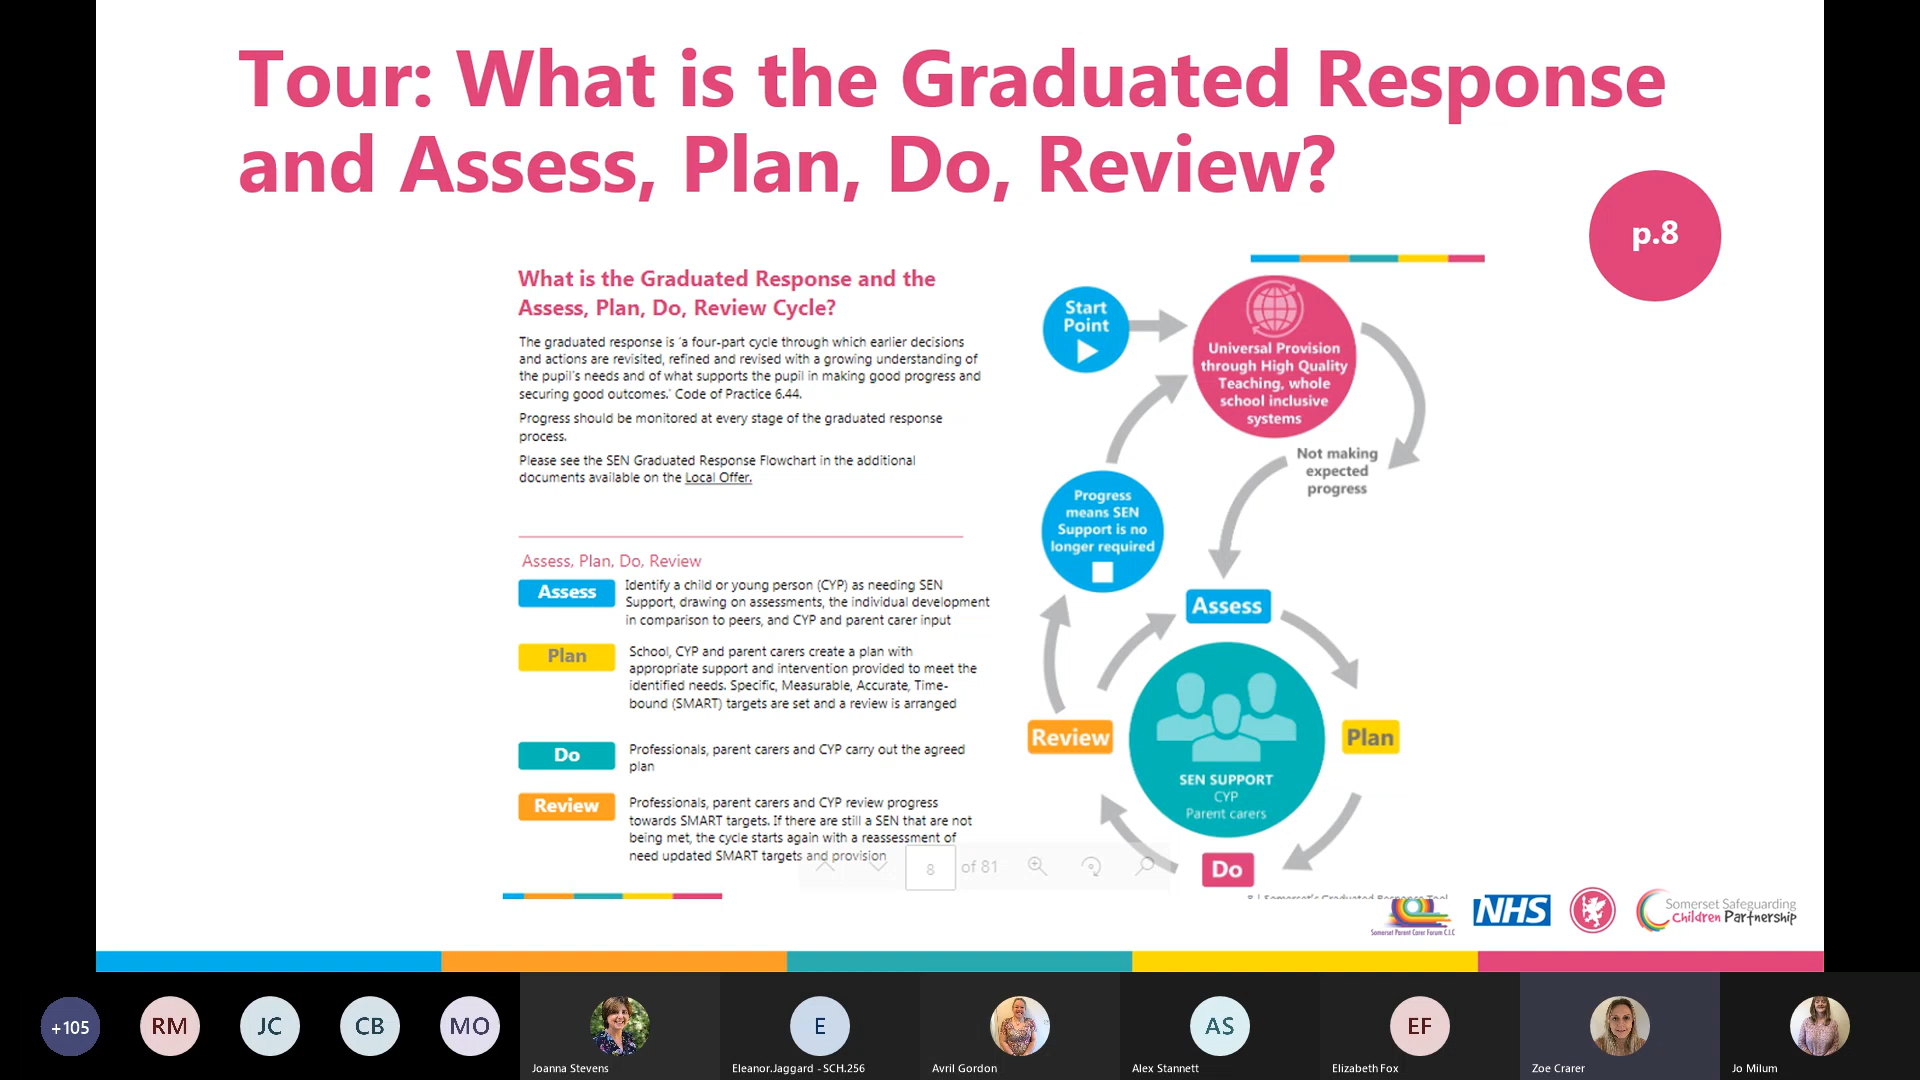 Tour: What is the Graduated Response
and Assess, Plan, Do, Review?
p.8
What is the Graduated Response and the
Assess, Plan, Do, Review Cycle?
The graduated response is 'a four-part cycle through which earlier decisions
and actions are revisited, refined and revised with a growing understanding of
the pupil's needs and of what supports the pupil in making good progress and
securing good outcomes.' Code of Practice 6.44.
Progress should be monitored at every stage of the graduated response
process.
Please see the SEN Graduated Response Flowchart in the additional
documents available on the Local Offer.
Assess, Plan, Do, Review
Assess
Identify a child or young person (CYP) as needing SEN
Support, drawing on assessments, the individual development
in comparison to peers, and CYP and parent carer input
Plan
School, CYP and parent carers create a plan with
appropriate support and intervention provided to meet the
identified needs. Specific, Measurable, Accurate, Time-
bound (SMART) targets are set and a review is arranged
Do
Professionals, parent carers and CYP carry out the agreed
plan
Review
Professionals, parent carers and CYP review progress
towards SMART targets. If there are still a SEN that are not
being met, the cycle starts again with a reassessment of
need updated SMART targets and provision
Start
Point
Universal Provision
through High Quality
Teaching, whole
school inclusive
systems
Not making
expected
progress
Progress
means SEN
Support is no
longer required
Assess
Review
Plan
SEN SUPPORT
CYP
Parent carers
Do
8 of 81
8 | Somerset's Graduated Response Tool
Somerset Parent Carer Forum C.I.C
NHS
Somerset Safeguarding
Children Partnership
+105
RM
JC
CB
MO
Joanna Stevens
E
Eleanor.Jaggard - SCH.256
Avril Gordon
AS
Alex Stannett
EF
Elizabeth Fox
Zoe Crarer
Jo Milum